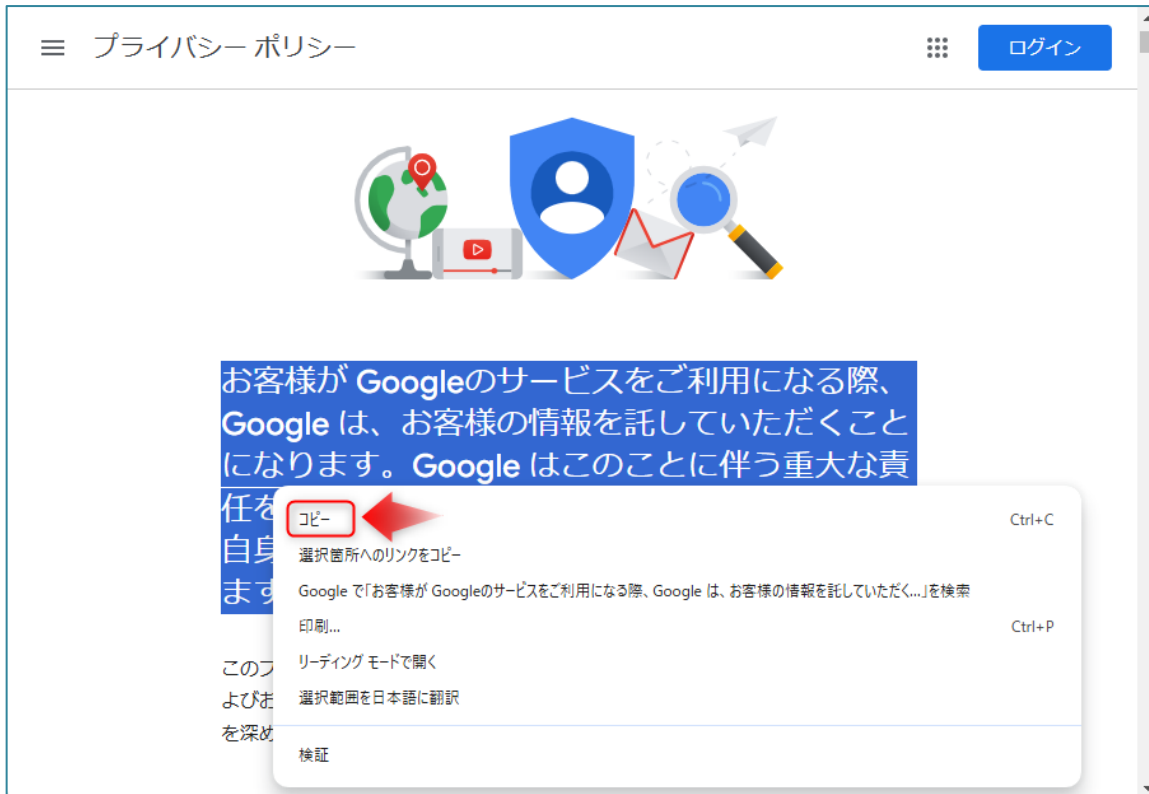 プライバシー ポリシー
ログイン
お客様が Googleのサービスをご利用になる際、
Google は、お客様の情報を託していただくこと
になります。Google はこのことに伴う重大な責
任を
自身
ます
コピー Ctrl+C
選択箇所へのリンクをコピー
Google で「お客様が Googleのサービスをご利用になる際、Google は、お客様の情報を託していただく...」を検索
印刷... Ctrl+P
リーディング モードで開く
選択範囲を日本語に翻訳
検証
このプ
よびお
を深め